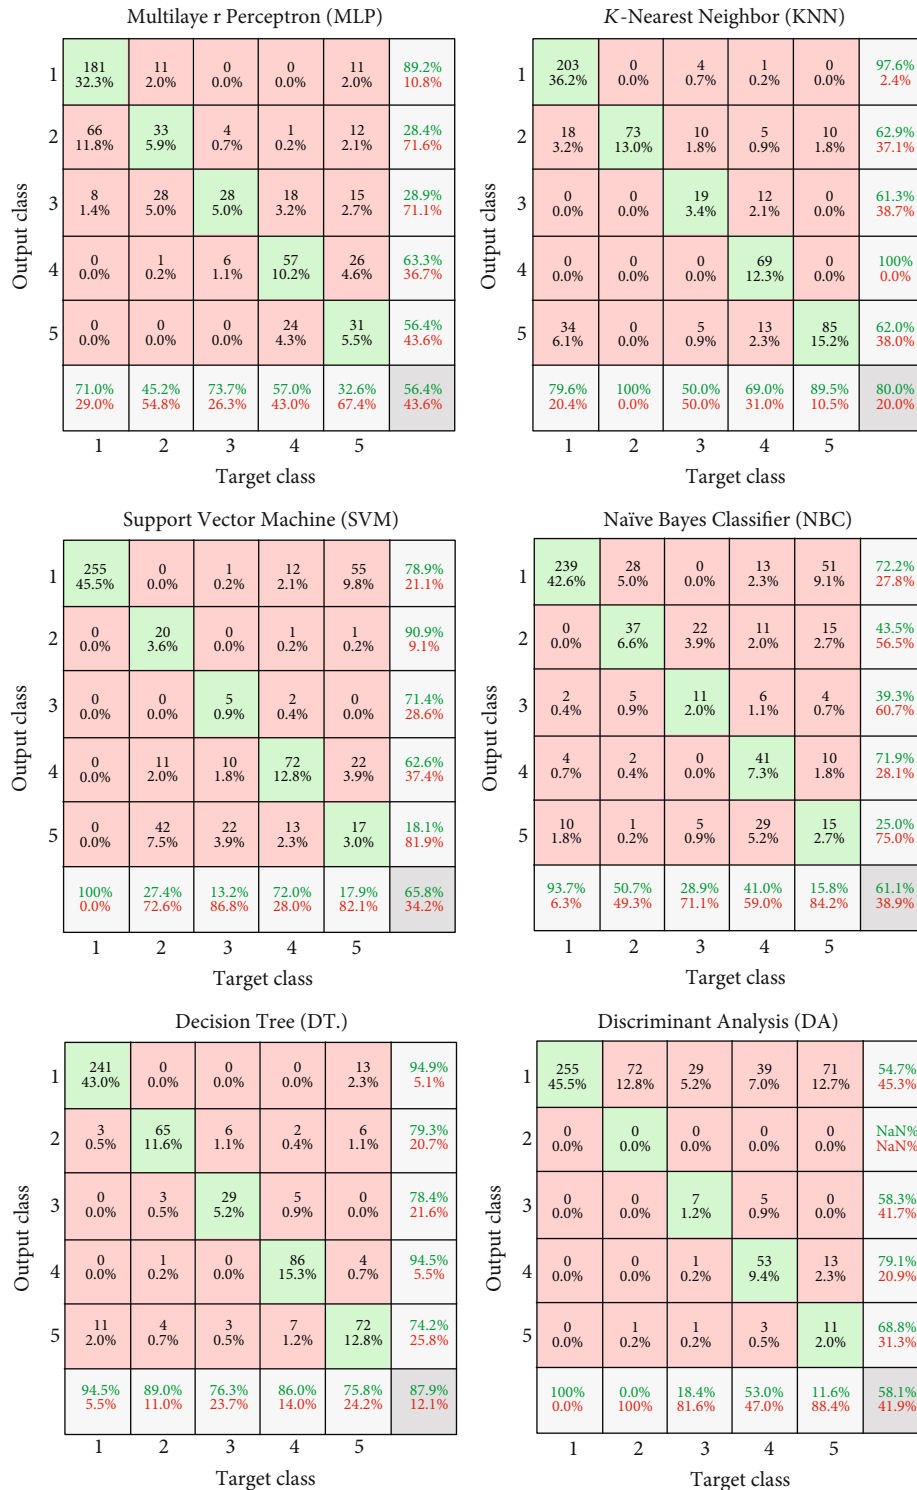 Multilaye r Perceptron (MLP)
Output class
1
181 11 0 0 11 89.2%
32.3% 2.0% 0.0% 0.0% 2.0% 10.8%
2
66 33 4 1 12 28.4%
11.8% 5.9% 0.7% 0.2% 2.1% 71.6%
3
8 28 28 18 15 28.9%
1.4% 5.0% 5.0% 3.2% 2.7% 71.1%
4
0 1 6 57 26 63.3%
0.0% 0.2% 1.1% 10.2% 4.6% 36.7%
5
0 0 0 24 31 56.4%
0.0% 0.0% 0.0% 4.3% 5.5% 43.6%
71.0% 45.2% 73.7% 57.0% 32.6% 56.4%
29.0% 54.8% 26.3% 43.0% 67.4% 43.6%
1 2 3 4 5
Target class
K-Nearest Neighbor (KNN)
Output class
1
203 0 4 1 0 97.6%
36.2% 0.0% 0.7% 0.2% 0.0% 2.4%
2
18 73 10 5 10 62.9%
3.2% 13.0% 1.8% 0.9% 1.8% 37.1%
3
0 0 19 12 0 61.3%
0.0% 0.0% 3.4% 2.1% 0.0% 38.7%
4
0 0 0 69 0 100%
0.0% 0.0% 0.0% 12.3% 0.0% 0.0%
5
34 0 5 13 85 62.0%
6.1% 0.0% 0.9% 2.3% 15.2% 38.0%
79.6% 100% 50.0% 69.0% 89.5% 80.0%
20.4% 0.0% 50.0% 31.0% 10.5% 20.0%
1 2 3 4 5
Target class
Support Vector Machine (SVM)
Output class
1
255 0 1 12 55 78.9%
45.5% 0.0% 0.2% 2.1% 9.8% 21.1%
2
0 20 0 1 1 90.9%
0.0% 3.6% 0.0% 0.2% 0.2% 9.1%
3
0 0 5 2 0 71.4%
0.0% 0.0% 0.9% 0.4% 0.0% 28.6%
4
0 11 10 72 22 62.6%
0.0% 2.0% 1.8% 12.8% 3.9% 37.4%
5
0 42 22 13 17 18.1%
0.0% 7.5% 3.9% 2.3% 3.0% 81.9%
100% 27.4% 13.2% 72.0% 17.9% 65.8%
0.0% 72.6% 86.8% 28.0% 82.1% 34.2%
1 2 3 4 5
Target class
Naïve Bayes Classifier (NBC)
Output class
1
239 28 0 13 51 72.2%
42.6% 5.0% 0.0% 2.3% 9.1% 27.8%
2
0 37 22 11 15 43.5%
0.0% 6.6% 3.9% 2.0% 2.7% 56.5%
3
2 5 11 6 4 39.3%
0.4% 0.9% 2.0% 1.1% 0.7% 60.7%
4
4 2 0 41 10 71.9%
0.7% 0.4% 0.0% 7.3% 1.8% 28.1%
5
10 1 5 29 15 25.0%
1.8% 0.2% 0.9% 5.2% 2.7% 75.0%
93.7% 50.7% 28.9% 41.0% 15.8% 61.1%
6.3% 49.3% 71.1% 59.0% 84.2% 38.9%
1 2 3 4 5
Target class
Decision Tree (DT.)
Output class
1
241 0 0 0 13 94.9%
43.0% 0.0% 0.0% 0.0% 2.3% 5.1%
2
3 65 6 2 6 79.3%
0.5% 11.6% 1.1% 0.4% 1.1% 20.7%
3
0 3 29 5 0 78.4%
0.0% 0.5% 5.2% 0.9% 0.0% 21.6%
4
0 1 0 86 4 94.5%
0.0% 0.2% 0.0% 15.3% 0.7% 5.5%
5
11 4 3 7 72 74.2%
2.0% 0.7% 0.5% 1.2% 12.8% 25.8%
94.5% 89.0% 76.3% 86.0% 75.8% 87.9%
5.5% 11.0% 23.7% 14.0% 24.2% 12.1%
1 2 3 4 5
Target class
Discriminant Analysis (DA)
Output class
1
255 72 29 39 71 54.7%
45.5% 12.8% 5.2% 7.0% 12.7% 45.3%
2
0 0 0 0 0 NaN%
0.0% 0.0% 0.0% 0.0% 0.0% NaN%
3
0 0 7 5 0 58.3%
0.0% 0.0% 1.2% 0.9% 0.0% 41.7%
4
0 0 1 53 13 79.1%
0.0% 0.0% 0.2% 9.4% 2.3% 20.9%
5
0 1 1 3 11 68.8%
0.0% 0.2% 0.2% 0.5% 2.0% 31.3%
100% 0.0% 18.4% 53.0% 11.6% 58.1%
0.0% 100% 81.6% 47.0% 88.4% 41.9%
1 2 3 4 5
Target class